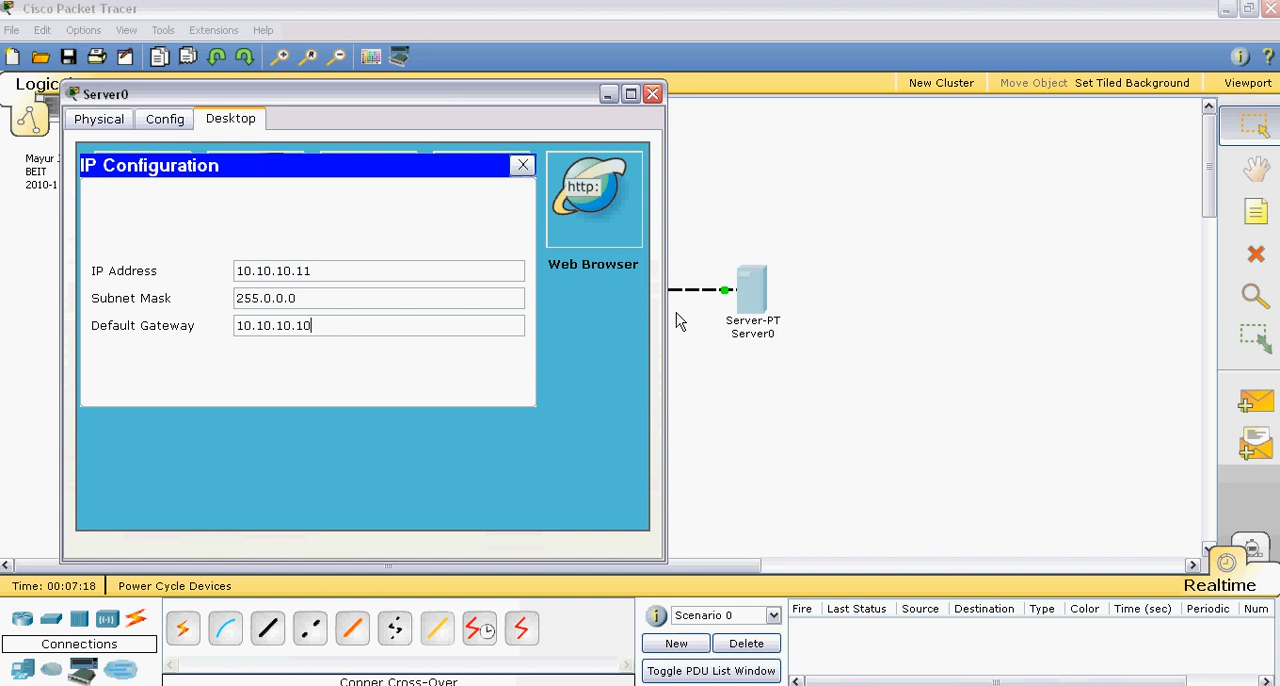 Cisco Packet Tracer
File Edit Options View Tools Extensions Help
Logic
New Cluster Move Object Set Tiled Background Viewport
Server0
Physical Config Desktop
IP Configuration
http:
Web Browser
IP Address 10.10.10.11
Subnet Mask 255.0.0.0
Default Gateway 10.10.10.10
Mayur
BEIT
2010-1
Server-PT
Server0
Time: 00:07:18 Power Cycle Devices
Realtime
Connections
Copper Cross-Over
Scenario 0
New Delete
Toggle PDU List Window
Fire Last Status Source Destination Type Color Time (sec) Periodic Num